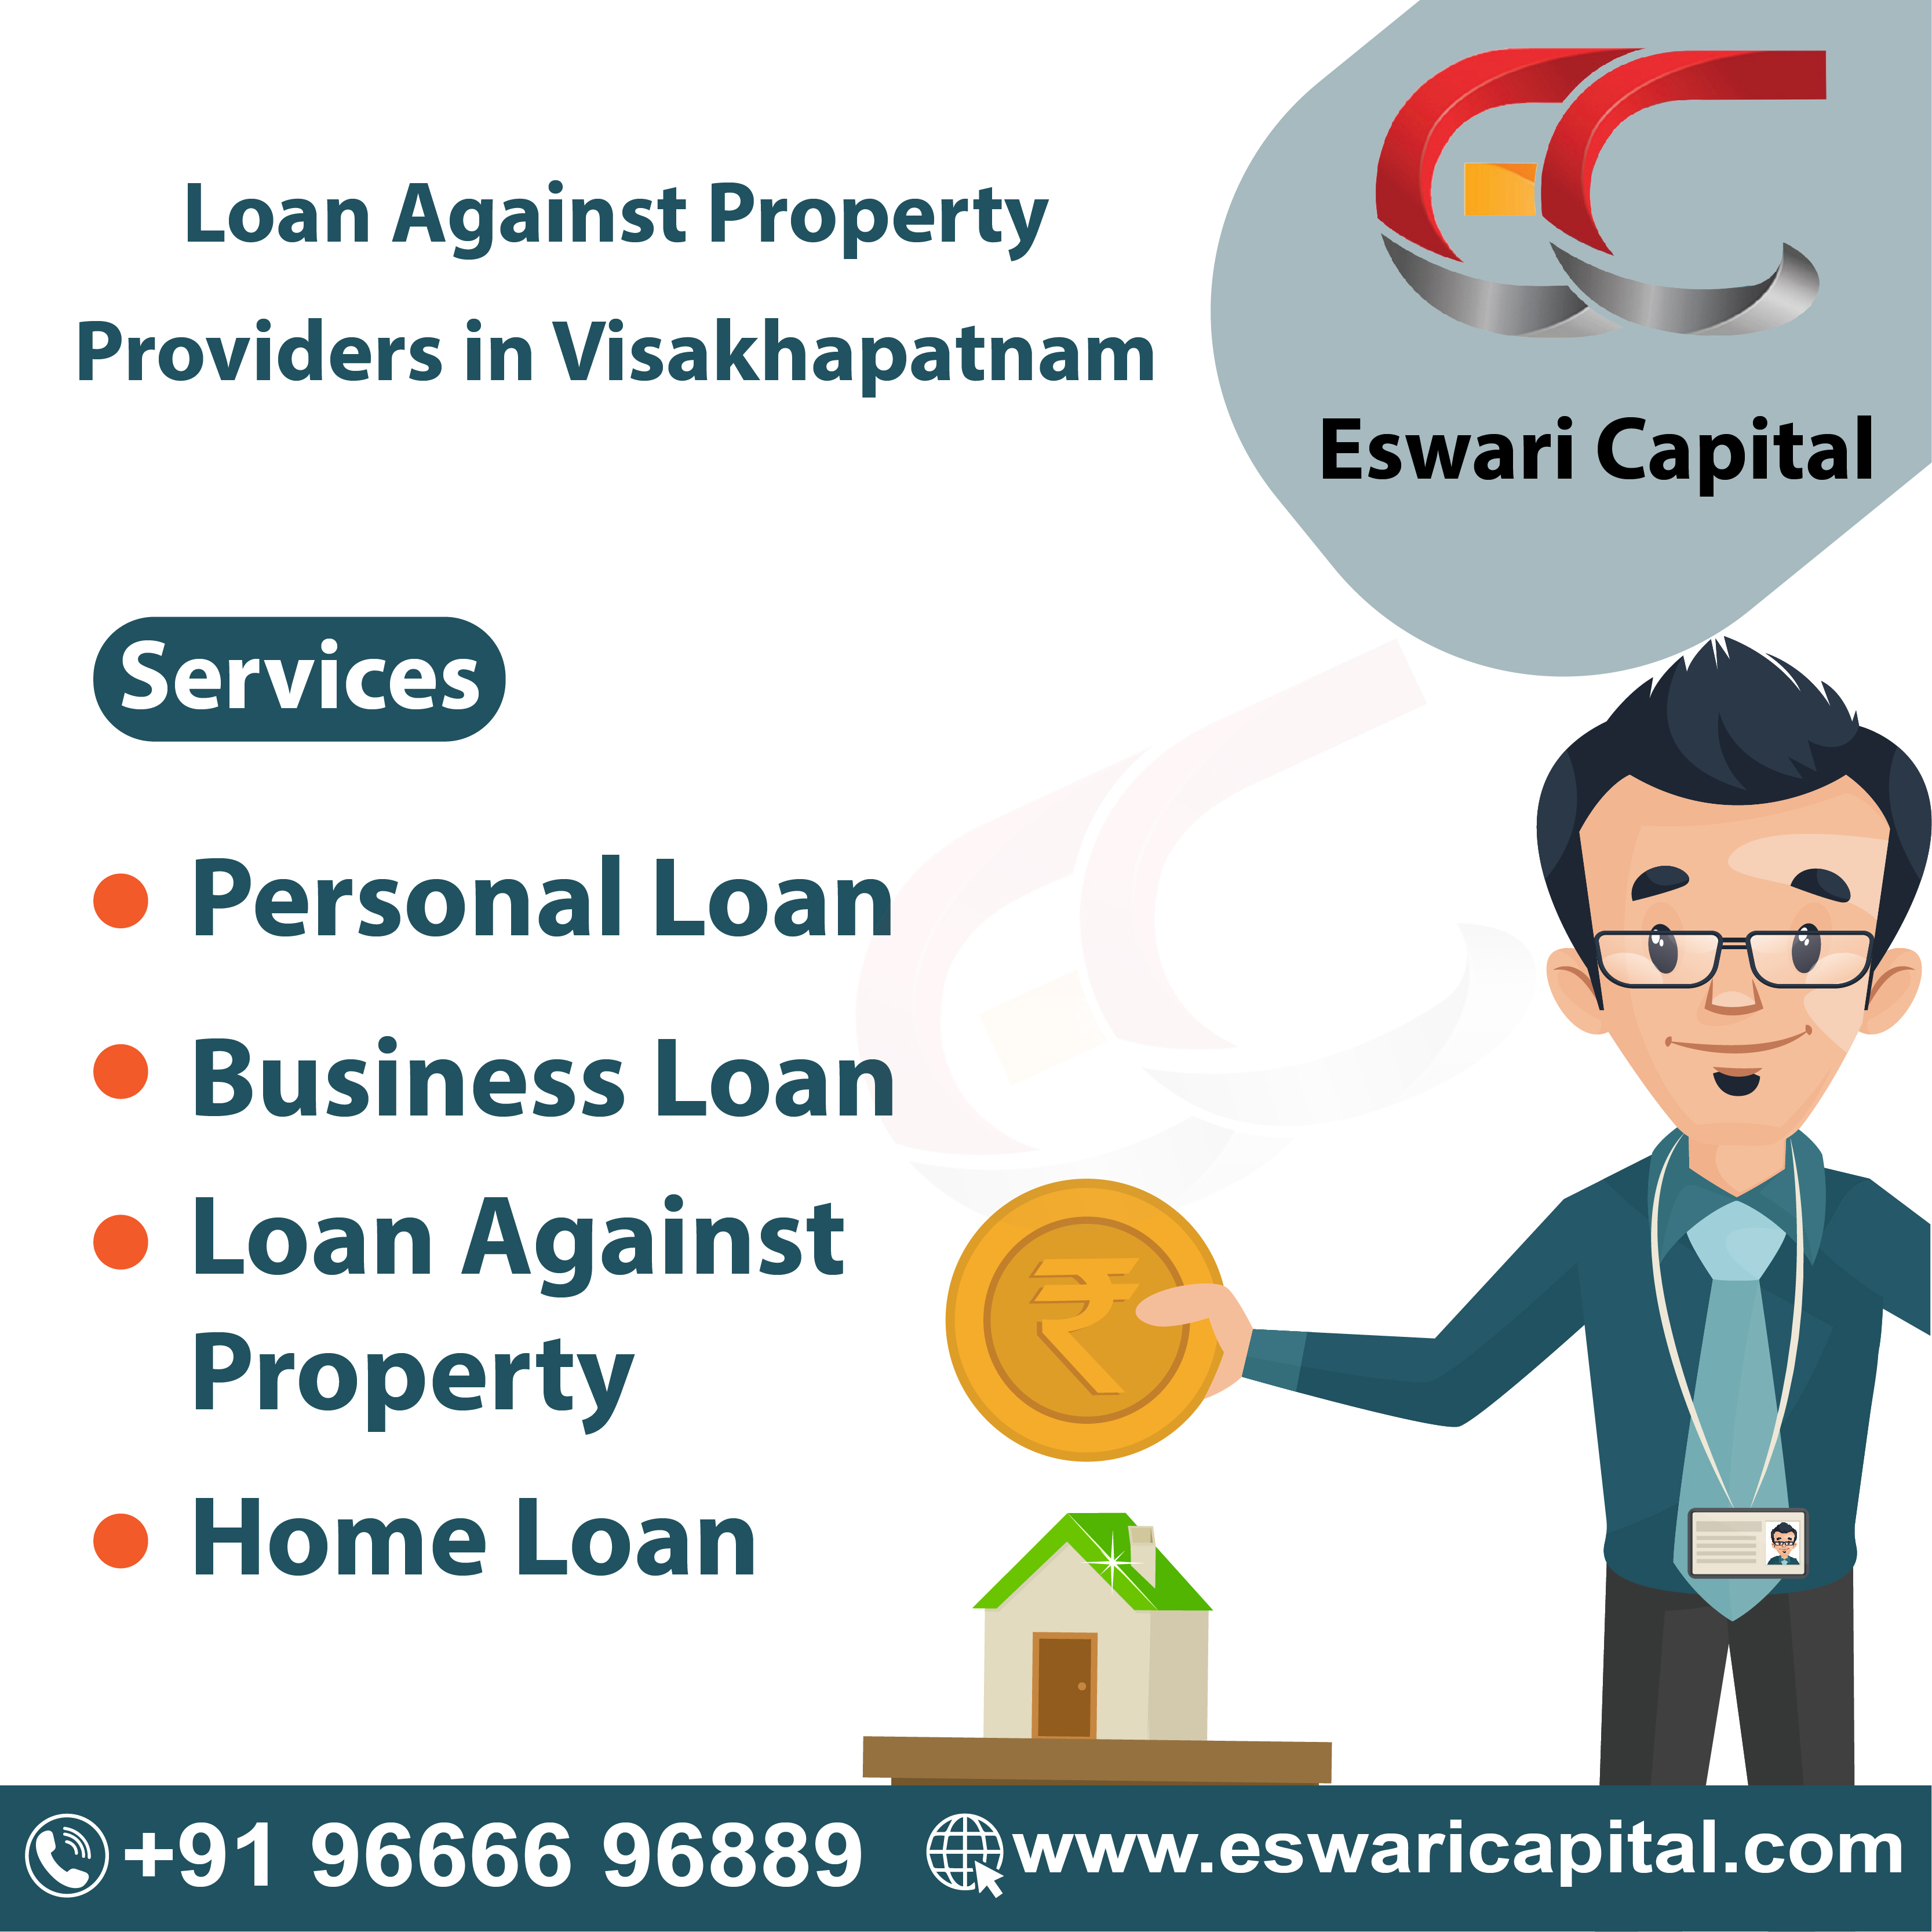 Loan Against Property
Providers in Visakhapatnam
Eswari Capital
Services
Personal Loan
Business Loan
Loan Against
Property
Home Loan
+91 96666 96889
www.eswaricapital.com